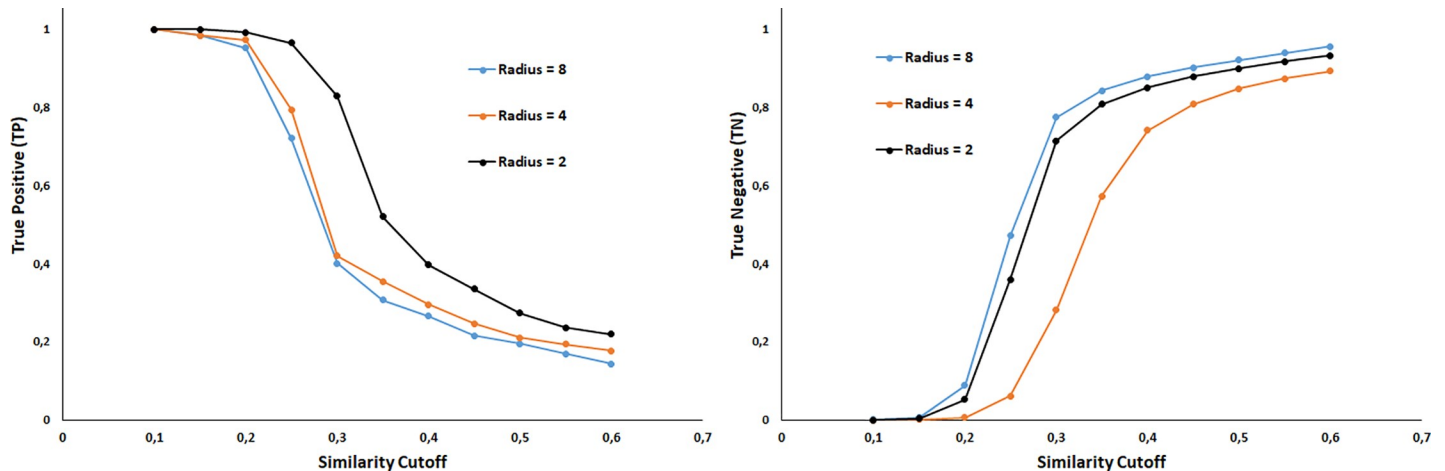 True Positive (TP)
1
0,8
0,6
0,4
0,2
0
Radius = 8
Radius = 4
Radius = 2
0
0,1
0,2
0,3
0,4
0,5
0,6
0,7
Similarity Cutoff
True Negative (TN)
1
0,8
0,6
0,4
0,2
0
Radius = 8
Radius = 4
Radius = 2
0
0,1
0,2
0,3
0,4
0,5
0,6
0,7
Similarity Cutoff